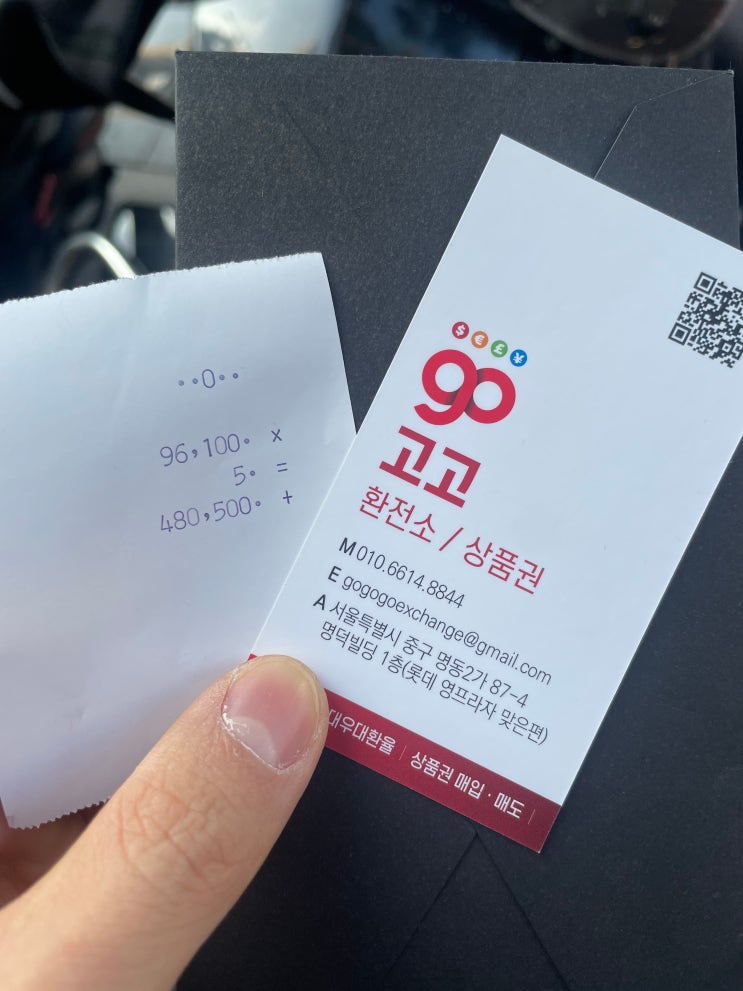 ··0··
96,100. x
5. =
480,500. +
$ € £ ¥
go
고고
환전소 / 상품권
M 010.6614.8844
E gogogoexchange@gmail.com
A 서울특별시 중구 명동2가 87-4
명덕빌딩 1층(롯데 영프라자 맞은편)
대우대환율 | 상품권 매입 · 매도 |